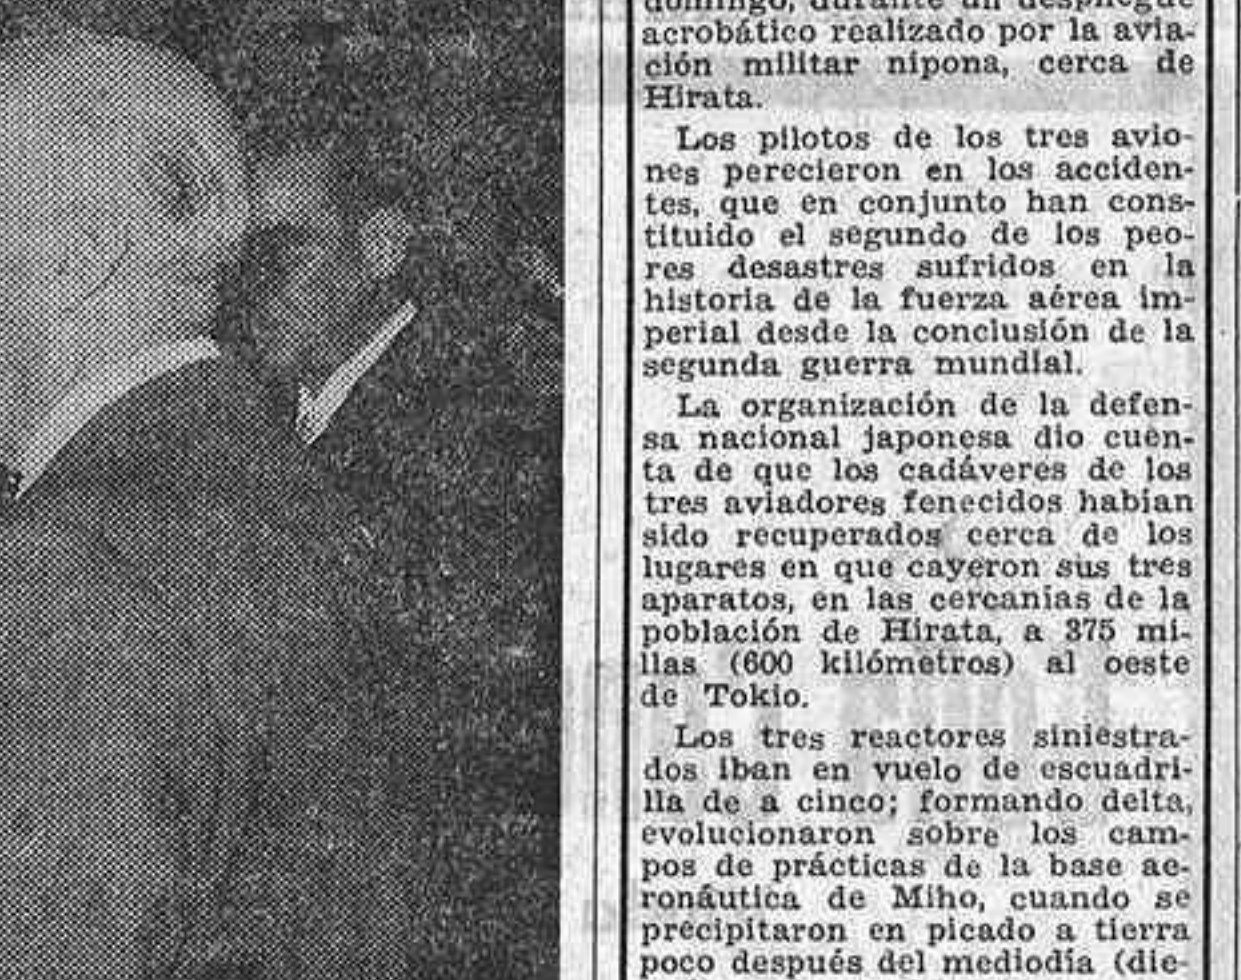 domingo, durante un despliegue
acrobático realizado por la avia-
ción militar nipona, cerca de
Hirata.
Los pilotos de los tres avio-
nes perecieron en los acciden-
tes, que en conjunto han cons-
tituido el segundo de los peo-
res desastres sufridos en la
historia de la fuerza aérea im-
perial desde la conclusión de la
segunda guerra mundial.
La organización de la defen-
sa nacional japonesa dio cuen-
ta de que los cadáveres de los
tres aviadores fenecidos habían
sido recuperados cerca de los
lugares en que cayeron sus tres
aparatos, en las cercanías de la
población de Hirata, a 375 mi-
llas (600 kilómetros) al oeste
de Tokio.
Los tres reactores siniestra-
dos iban en vuelo de escuadri-
lla de a cinco; formando delta,
evolucionaron sobre los cam-
pos de prácticas de la base ae-
ronáutica de Miho, cuando se
precipitaron en picado a tierra
poco después del mediodía (die-